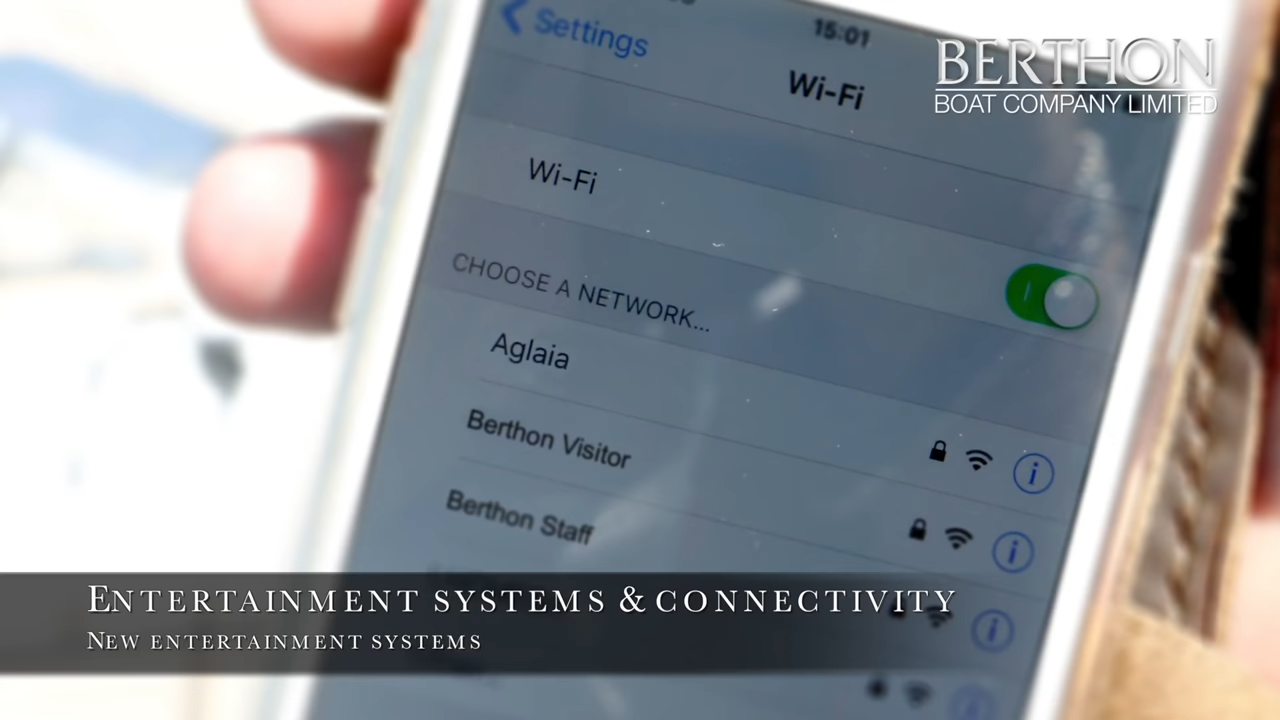 Settings
15:01
BERTHON
BOAT COMPANY LIMITED
Wi-Fi
Wi-Fi
CHOOSE A NETWORK...
Aglaia
Berthon Visitor
Berthon Staff
ENTERTAINMENT SYSTEMS & CONNECTIVITY
NEW ENTERTAINMENT SYSTEMS